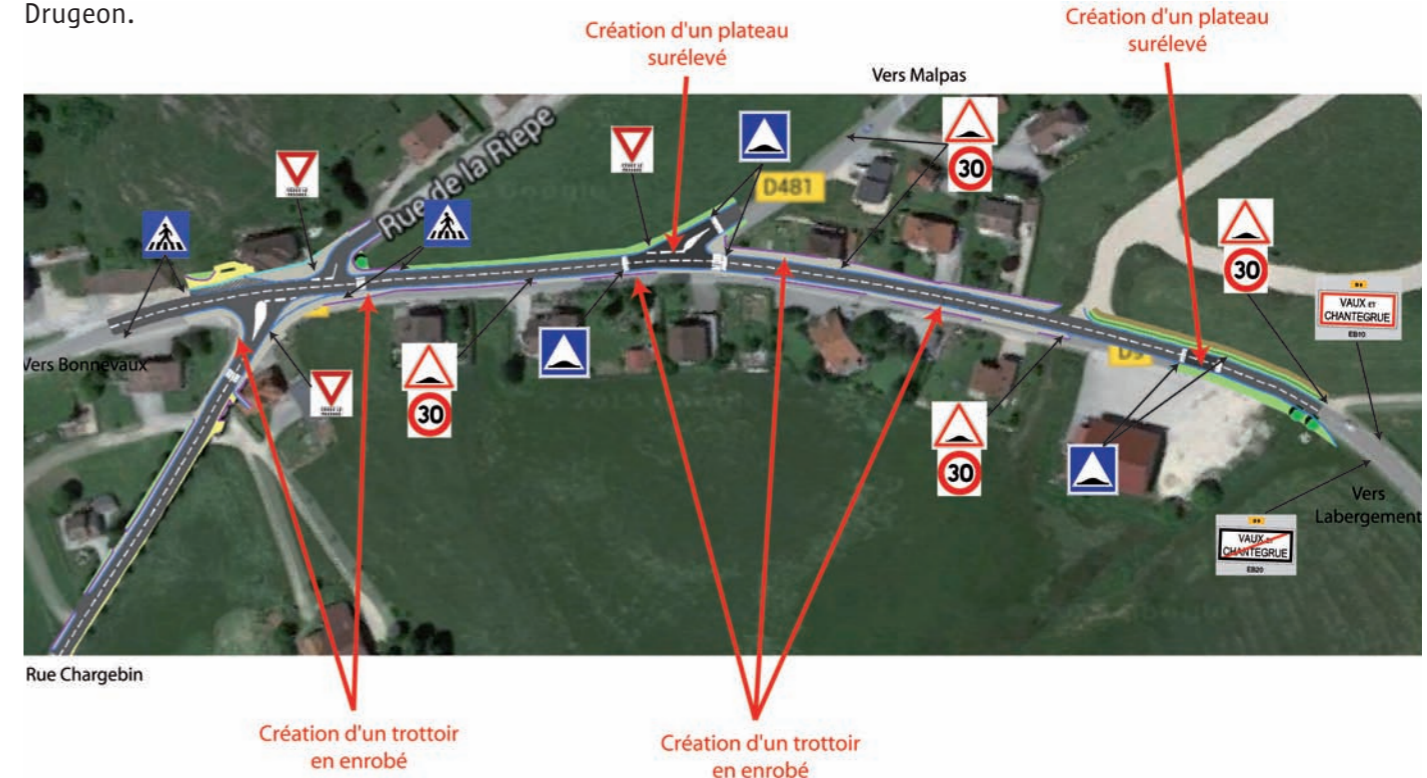 Drugeon.
Création d'un plateau
surélevé
Création d'un plateau
surélevé
Vers Malpas
Rue de la Riepe
D481
30
30
VAUX et
CHANTEGRUE
EB10
Vers Bonnevaux
30
30
D9
Vers
Labergement
VAUX et
CHANTEGRUE
EB20
Rue Chargebin
Création d'un trottoir
en enrobé
Création d'un trottoir
en enrobé